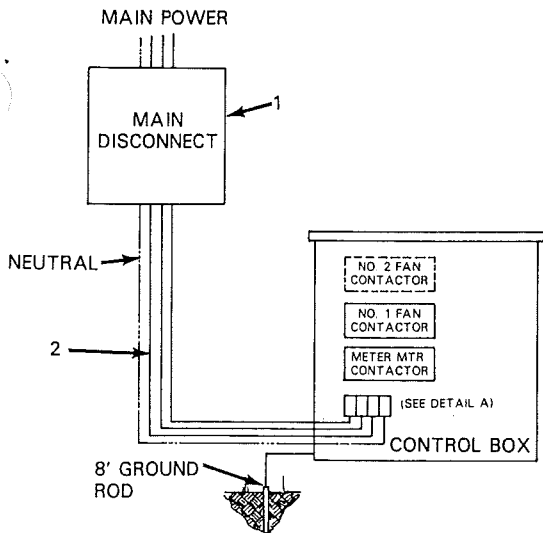 MAIN POWER
MAIN
DISCONNECT
1
NEUTRAL
2
NO. 2 FAN
CONTACTOR
NO. 1 FAN
CONTACTOR
METER MTR
CONTACTOR
(SEE DETAIL A)
CONTROL BOX
8' GROUND
ROD